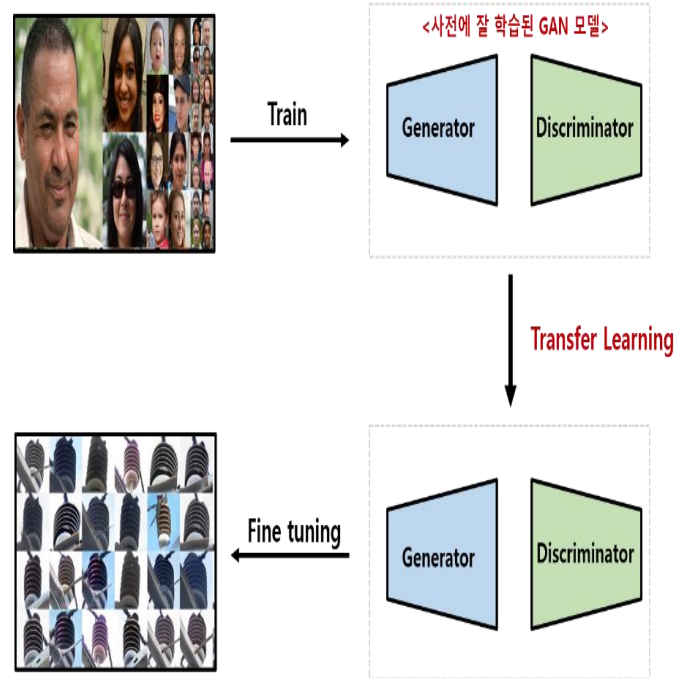 <사전에 잘 학습된 GAN 모델>
Train
Generator
Discriminator
Transfer Learning
Fine tuning
Generator
Discriminator